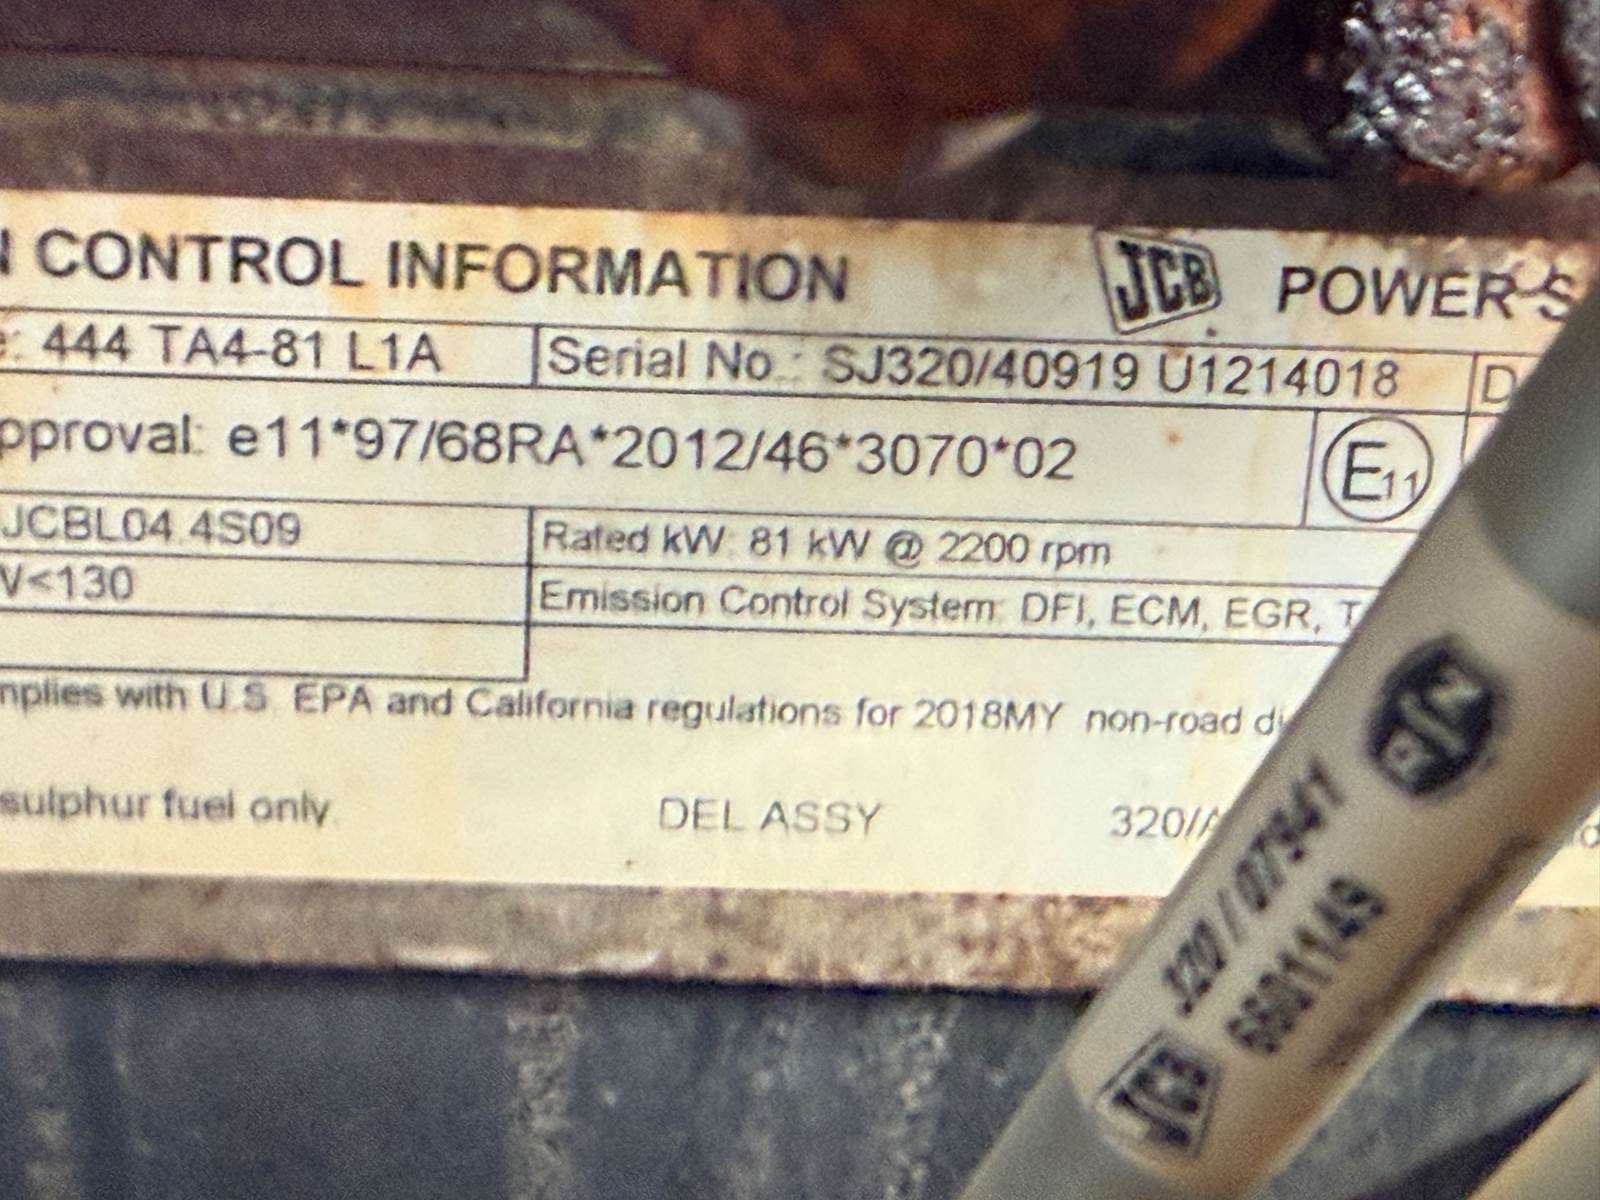 CONTROL INFORMATION JCB POWER
444 TA4-81 L1A Serial No.: SJ320/40919 U1214018 D
pproval: e11*97/68RA*2012/46*3070*02 E11
JCBL04.4S09 Rated kW: 81 kW @ 2200 rpm
V<130 Emission Control System: DFI, ECM, EGR, T
mplies with U.S. EPA and California regulations for 2018MY non-road d
sulphur fuel only. DEL ASSY 320/A
320/07941
JCB